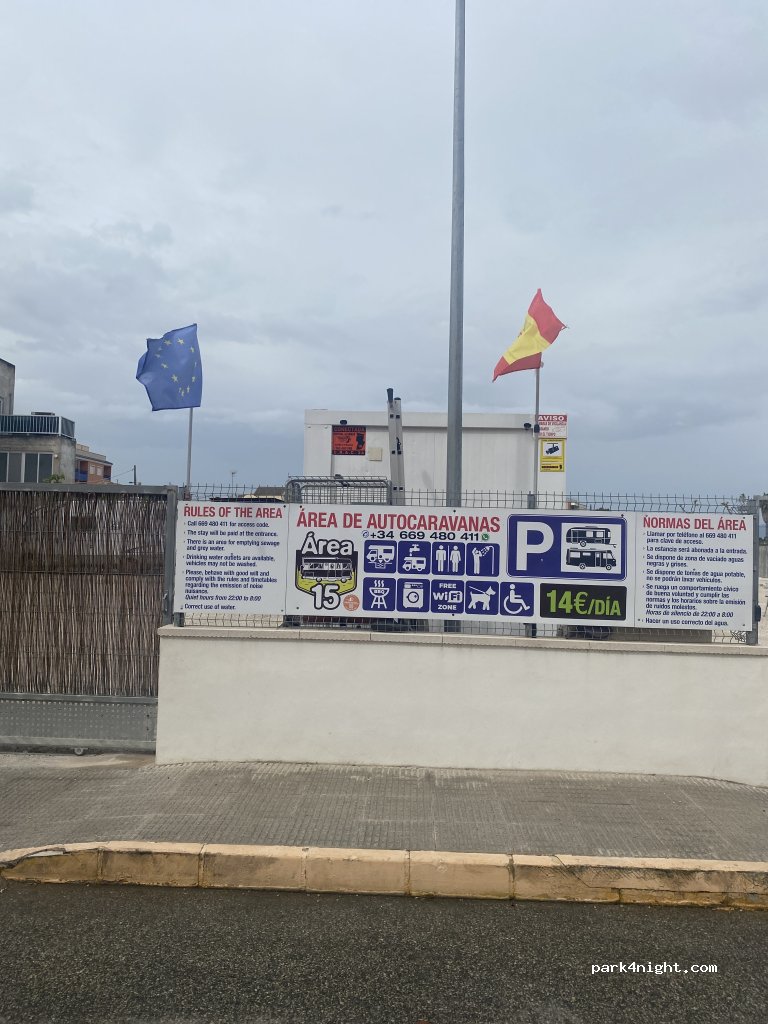 CONECTADA
AVISO
RULES OF THE AREA
- Call 669 480 411 for access code.
- The stay will be paid at the entrance.
- There is an area for emptying sewage
and grey water.
- Drinking water outlets are available,
vehicles may not be washed.
- Please, behave with good will and
comply with the rules and timetables
regarding the emission of noise
nuisance.
Quiet hours from 22:00 to 8:00
- Correct use of water.
ÁREA DE AUTOCARAVANAS
+34 669 480 411
Área
15
BBQ
FREE
WiFi
ZONE
P
14€/DÍA
NORMAS DEL ÁREA
- Llamar por teléfono al 669 480 411
para clave de acceso.
- La estancia será abonada a la entrada.
- Se dispone de zona de vaciado aguas
negras y grises.
- Se dispone de tomas de agua potable,
no se podrán lavar vehículos.
- Se ruega un comportamiento cívico
de buena voluntad y cumplir las
normas y los horarios sobre la emisión
de ruidos molestos.
Horas de silencio de 22:00 a 8:00
- Hacer un uso correcto del agua.
park4night.com